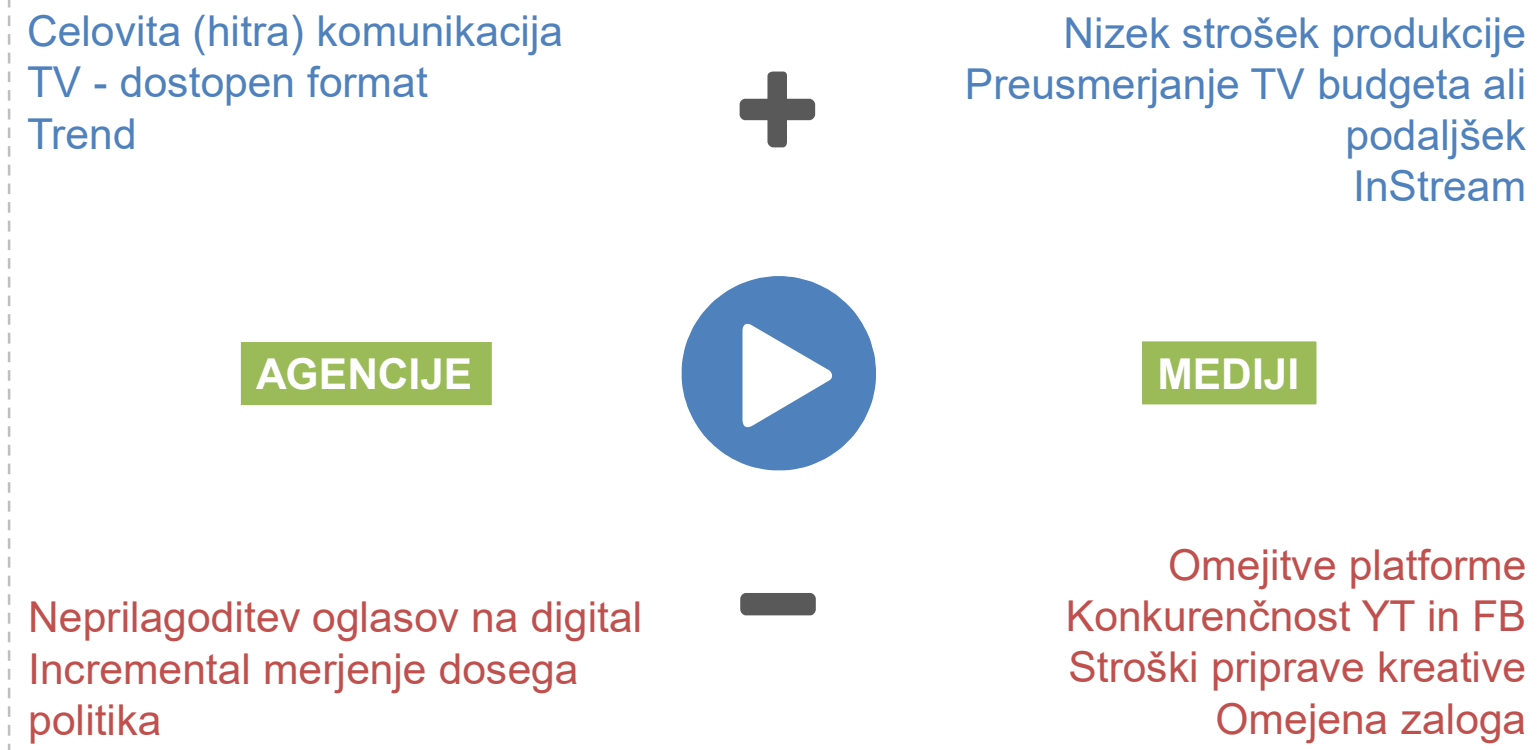 Celovita (hitra) komunikacija
TV - dostopen format
Trend
Nizek strošek produkcije
Preusmerjanje TV budgeta ali
podaljšek
InStream
AGENCIJE
MEDIJI
Neprilagoditev oglasov na digital
Incremental merjenje dosega
politika
Omejitve platforme
Konkurenčnost YT in FB
Stroški priprave kreative
Omejena zaloga